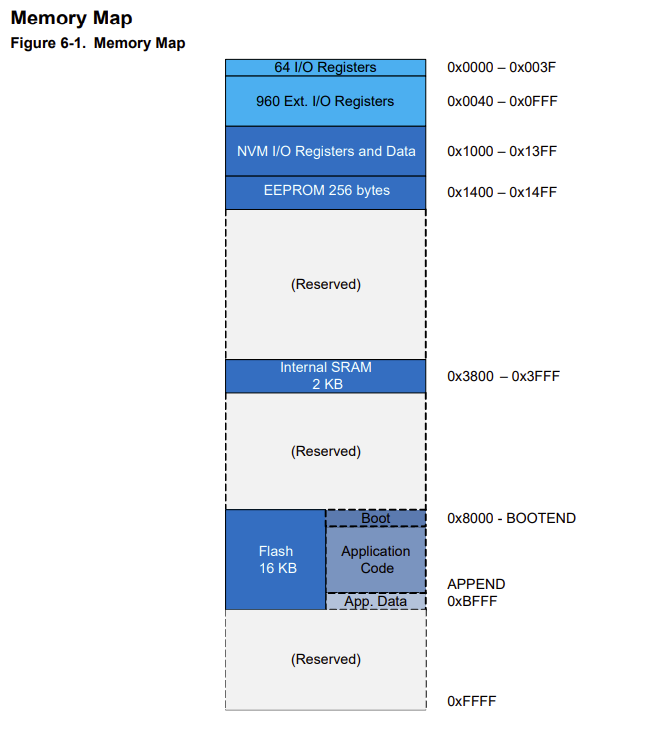 Memory Map
Figure 6-1. Memory Map
64 I/O Registers
0x0000 – 0x003F
960 Ext. I/O Registers
0x0040 – 0x0FFF
NVM I/O Registers and Data
0x1000 – 0x13FF
EEPROM 256 bytes
0x1400 – 0x14FF
(Reserved)
Internal SRAM
2 KB
0x3800 – 0x3FFF
(Reserved)
Flash
16 KB
Boot
0x8000 - BOOTEND
Application
Code
APPEND
App. Data
0xBFFF
(Reserved)
0xFFFF